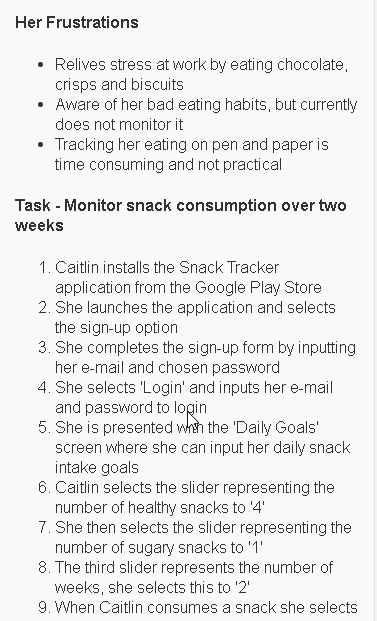 Her Frustrations
• Relives stress at work by eating chocolate,
crisps and biscuits
• Aware of her bad eating habits, but currently
does not monitor it
• Tracking her eating on pen and paper is
time consuming and not practical
Task - Monitor snack consumption over two
weeks
1. Caitlin installs the Snack Tracker
application from the Google Play Store
2. She launches the application and selects
the sign-up option
3. She completes the sign-up form by inputting
her e-mail and chosen password
4. She selects 'Login' and inputs her e-mail
and password to login
5. She is presented with the 'Daily Goals'
screen where she can input her daily snack
intake goals
6. Caitlin selects the slider representing the
number of healthy snacks to '4'
7. She then selects the slider representing the
number of sugary snacks to '1'
8. The third slider represents the number of
weeks, she selects this to '2'
9. When Caitlin consumes a snack she selects